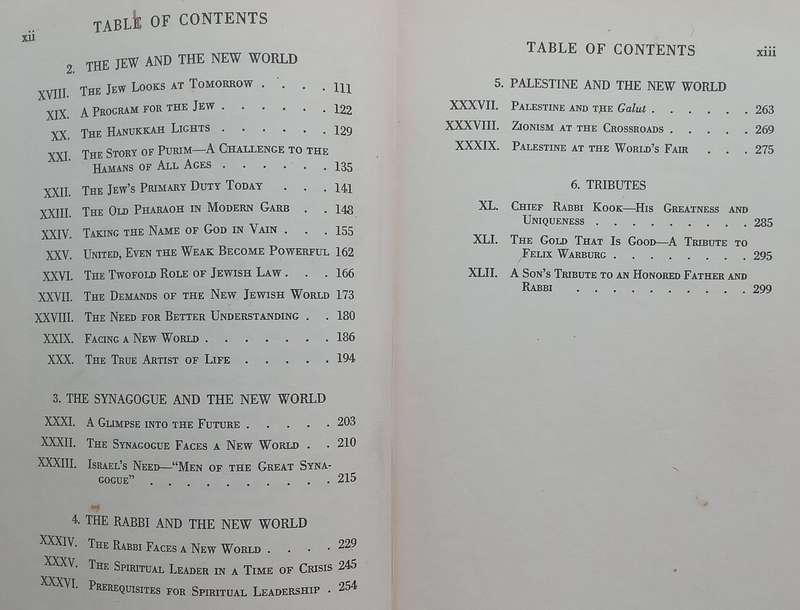 xii
TABLE OF CONTENTS
2. THE JEW AND THE NEW WORLD
XVIII. The Jew Looks at Tomorrow . . . . 111
XIX. A Program for the Jew . . . . . . 122
XX. The Hanukkah Lights . . . . . . 129
XXI. The Story of Purim—A Challenge to the
Hamans of All Ages . . . . . . 135
XXII. The Jew's Primary Duty Today . . . 141
XXIII. The Old Pharaoh in Modern Garb . . 148
XXIV. Taking the Name of God in Vain . . . 155
XXV. United, Even the Weak Become Powerful 162
XXVI. The Twofold Role of Jewish Law . . . 166
XXVII. The Demands of the New Jewish World 173
XXVIII. The Need for Better Understanding . . 180
XXIX. Facing a New World . . . . . . . 186
XXX. The True Artist of Life . . . . . 194
3. THE SYNAGOGUE AND THE NEW WORLD
XXXI. A Glimpse into the Future . . . . . 203
XXXII. The Synagogue Faces a New World . . 210
XXXIII. Israel's Need—"Men of the Great Syna-
gogue" . . . . . . . . . . 215
4. THE RABBI AND THE NEW WORLD
XXXIV. The Rabbi Faces a New World . . . . 229
XXXV. The Spiritual Leader in a Time of Crisis 245
XXXVI. Prerequisites for Spiritual Leadership . 254
TABLE OF CONTENTS xiii
5. PALESTINE AND THE NEW WORLD
XXXVII. Palestine and the Galut . . . . . . 263
XXXVIII. Zionism at the Crossroads . . . . . 269
XXXIX. Palestine at the World's Fair . . . 275
6. TRIBUTES
XL. Chief Rabbi Kook—His Greatness and
Uniqueness . . . . . . . . . 285
XLI. The Gold That Is Good—A Tribute to
Felix Warburg . . . . . . . . 295
XLII. A Son's Tribute to an Honored Father and
Rabbi . . . . . . . . . . 299